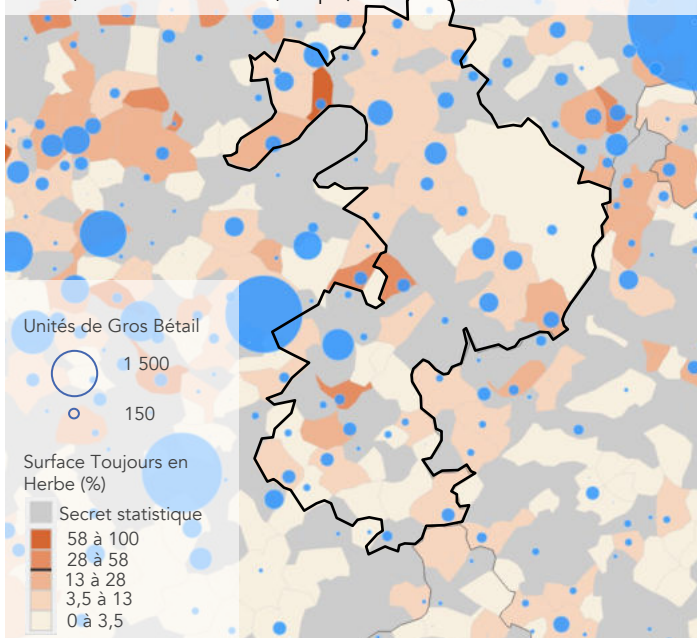 Unités de Gros Bétail
1 500
150
Surface Toujours en
Herbe (%)
Secret statistique
58 à 100
28 à 58
13 à 28
3,5 à 13
0 à 3,5